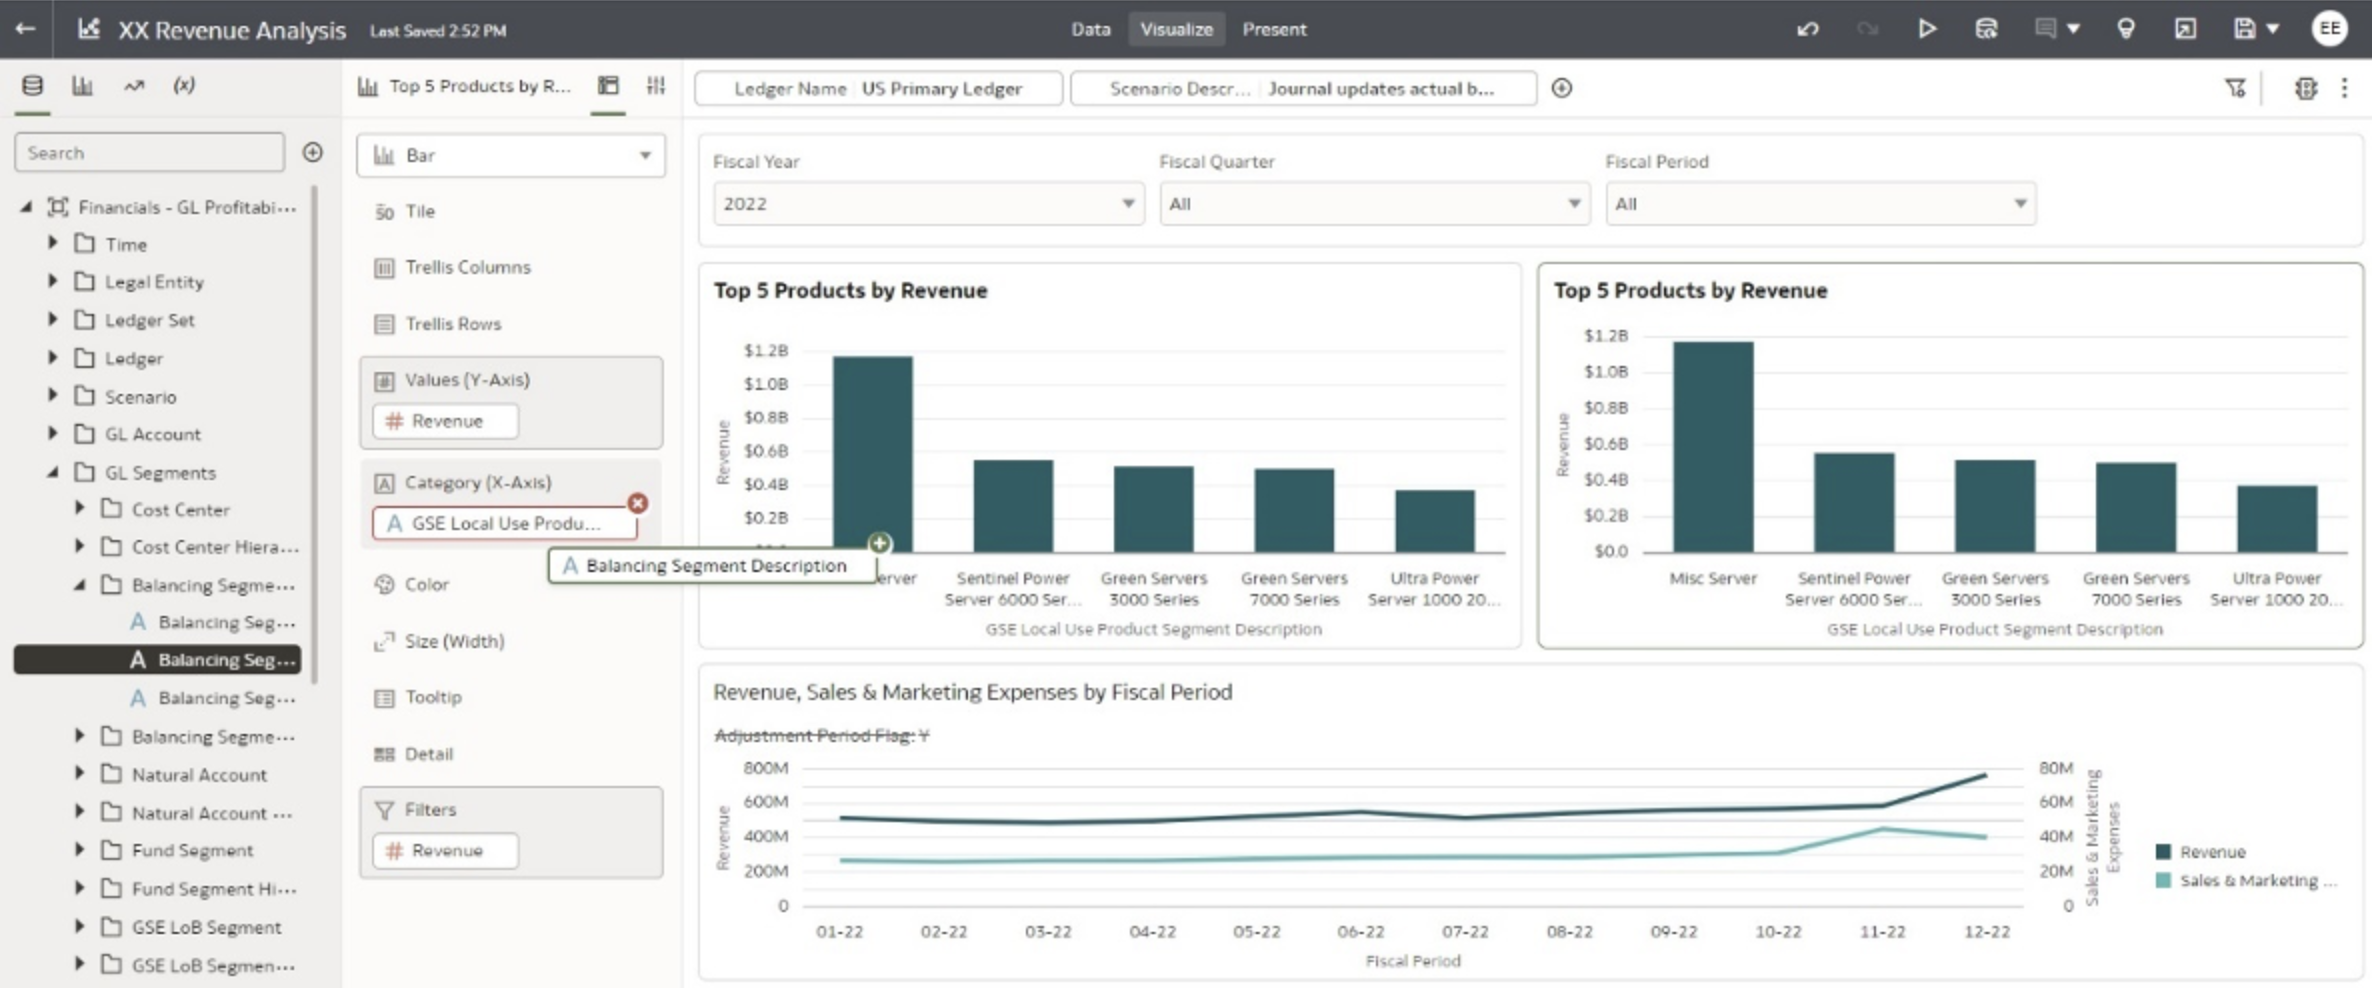 XX Revenue Analysis Last Saved 2:52 PM Data Visualize Present EE
(x) Top 5 Products by R... Ledger Name US Primary Ledger Scenario Descr... Journal updates actual b...
Search
Financials - GL Profitabi...
Time
Legal Entity
Ledger Set
Ledger
Scenario
GL Account
GL Segments
Cost Center
Cost Center Hiera...
Balancing Segme...
A Balancing Seg...
A Balancing Seg...
A Balancing Seg...
Balancing Segme...
Natural Account
Natural Account ...
Fund Segment
Fund Segment Hi...
GSE LoB Segment
GSE LoB Segmen...
Bar
50 Tile
Trellis Columns
Trellis Rows
# Values (Y-Axis)
# Revenue
A Category (X-Axis)
A GSE Local Use Produ...
A Balancing Segment Description
Color
Size (Width)
Tooltip
Detail
Filters
# Revenue
Fiscal Year Fiscal Quarter Fiscal Period
2022 All All
Top 5 Products by Revenue
$1.2B
$1.0B
$0.8B
$0.6B
$0.4B
$0.2B
Revenue
erver Sentinel Power Green Servers Green Servers Ultra Power
Server 6000 Ser... 3000 Series 7000 Series Server 1000 20...
GSE Local Use Product Segment Description
Top 5 Products by Revenue
$1.2B
$1.0B
$0.8B
$0.6B
$0.4B
$0.2B
$0.0
Revenue
Misc Server Sentinel Power Green Servers Green Servers Ultra Power
Server 6000 Ser... 3000 Series 7000 Series Server 1000 20...
GSE Local Use Product Segment Description
Revenue, Sales & Marketing Expenses by Fiscal Period
Adjustment Period Flag: Y
800M
600M
400M
200M
0
Revenue
80M
60M
40M
20M
0
Sales & Marketing
Expenses
Revenue
Sales & Marketing ...
01-22 02-22 03-22 04-22 05-22 06-22 07-22 08-22 09-22 10-22 11-22 12-22
Fiscal Period